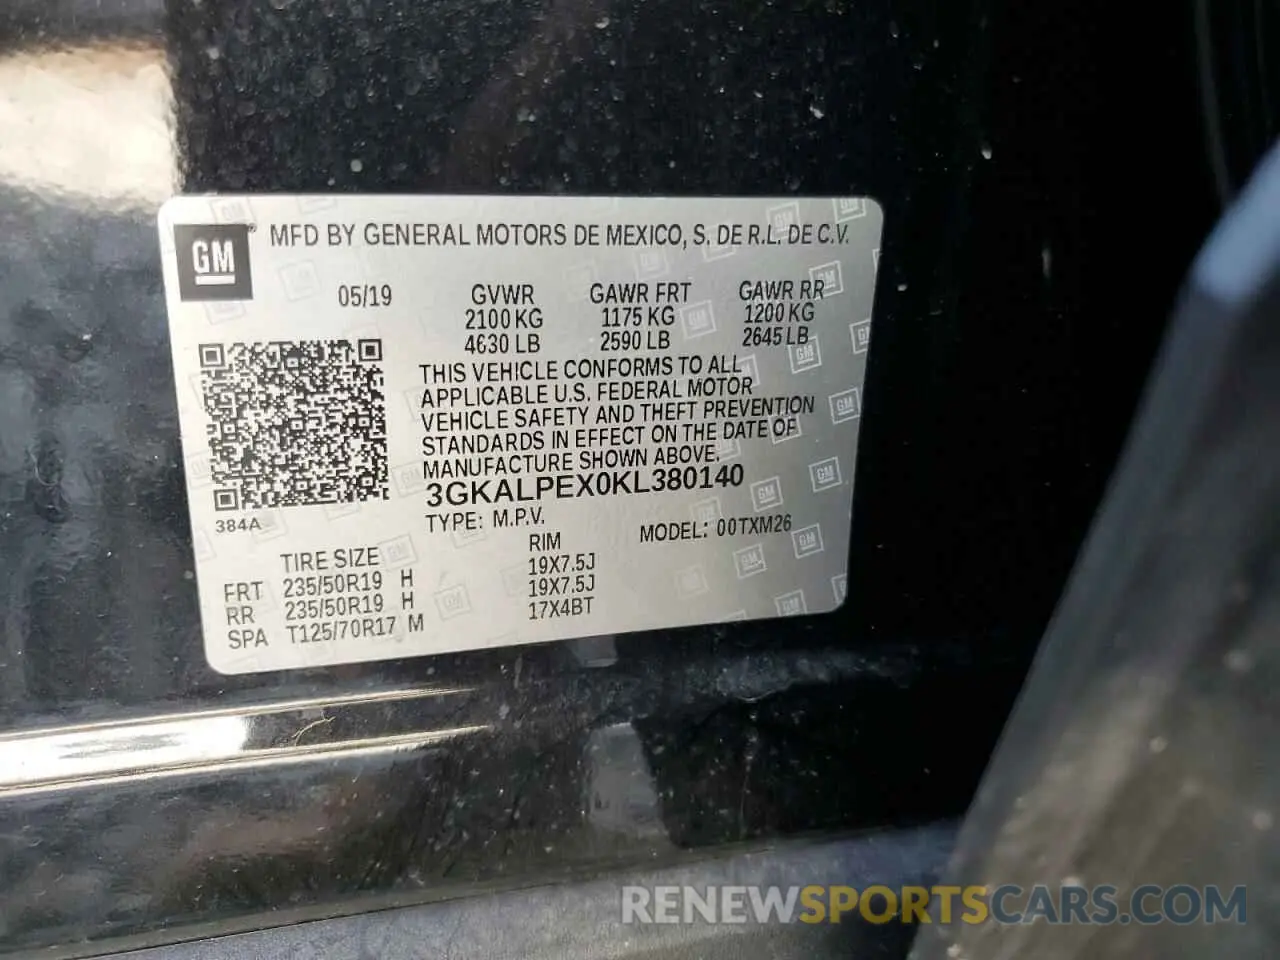 GM
MFD BY GENERAL MOTORS DE MEXICO, S. DE R.L. DE C.V.
05/19 GVWR GAWR FRT GAWR RR
2100 KG 1175 KG 1200 KG
4630 LB 2590 LB 2645 LB
THIS VEHICLE CONFORMS TO ALL
APPLICABLE U.S. FEDERAL MOTOR
VEHICLE SAFETY AND THEFT PREVENTION
STANDARDS IN EFFECT ON THE DATE OF
MANUFACTURE SHOWN ABOVE.
3GKALPEX0KL380140
384A
TYPE: M.P.V. MODEL: 00TXM26
TIRE SIZE RIM
FRT 235/50R19 H 19X7.5J
RR 235/50R19 H 19X7.5J
SPA T125/70R17 M 17X4BT
RENEWSPORTSCARS.COM